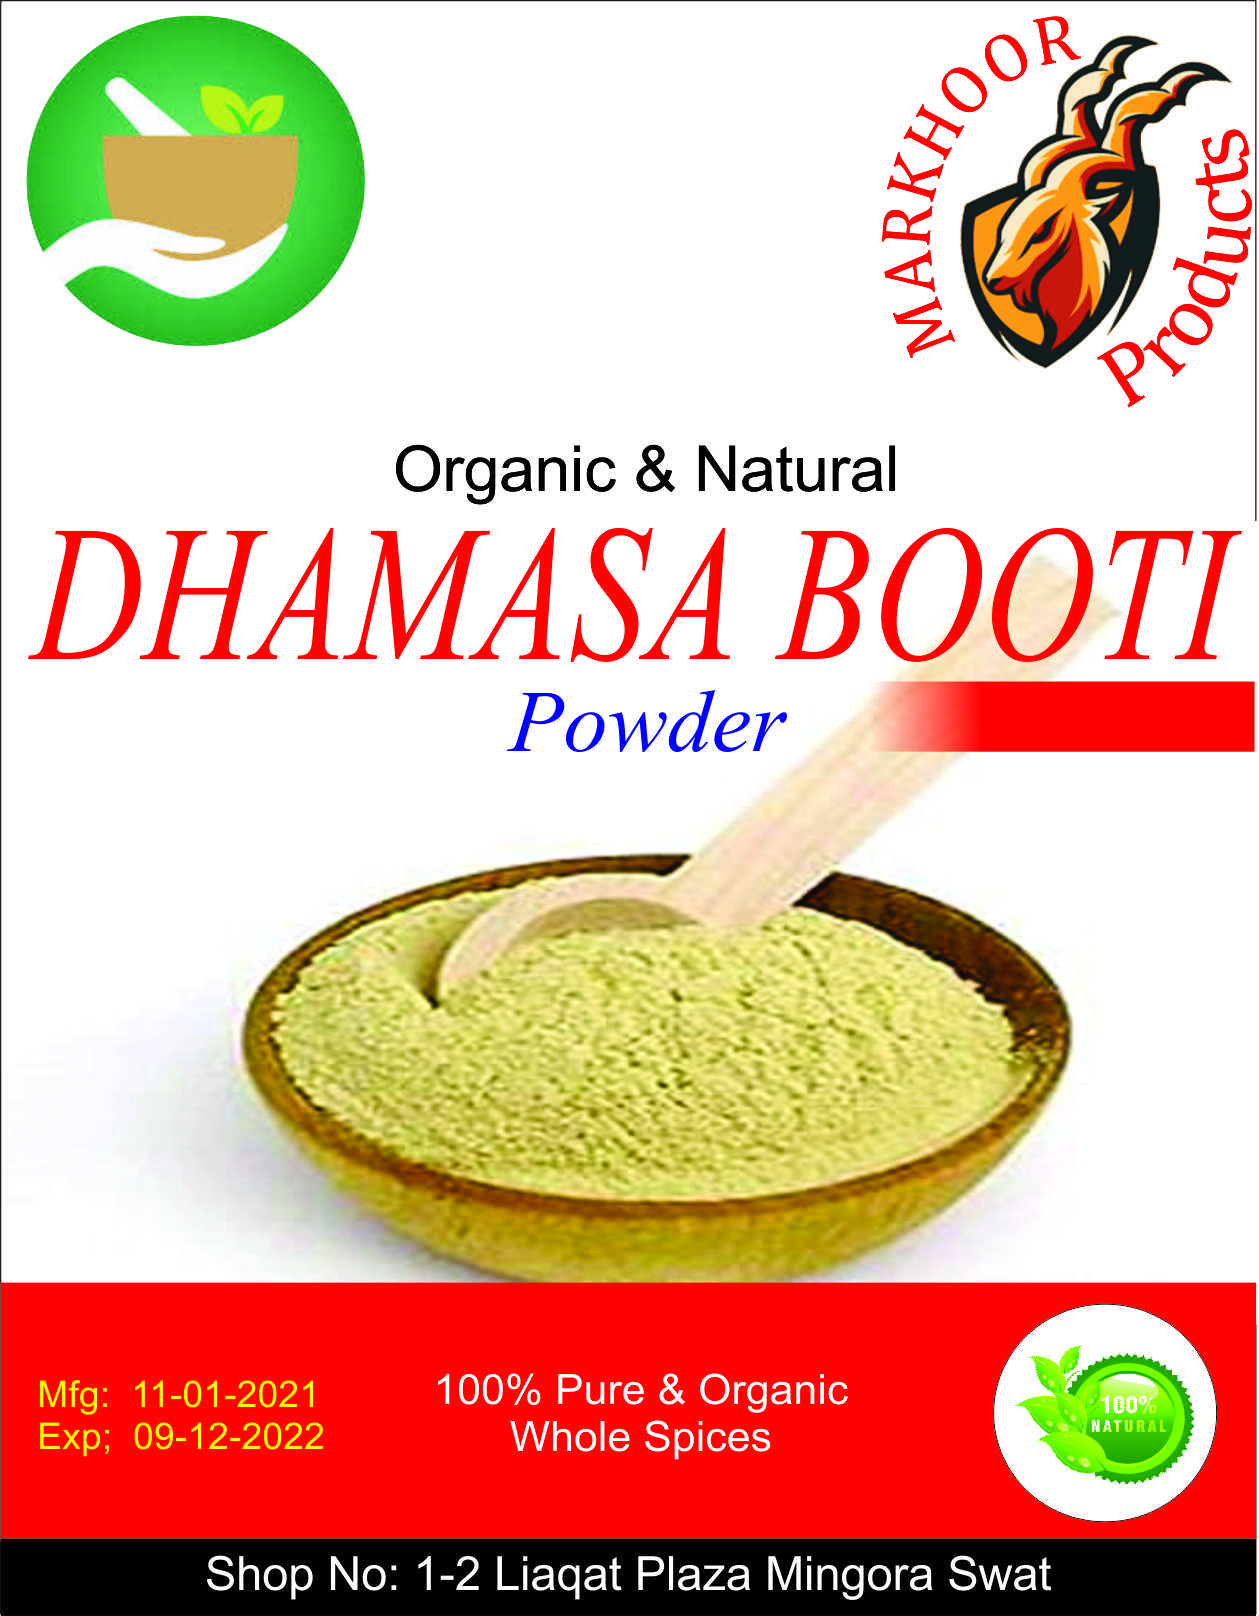 MARKHOOR
Products
Organic & Natural
DHAMASA BOOTI
Powder
Mfg: 11-01-2021
Exp; 09-12-2022
100% Pure & Organic
Whole Spices
100%
NATURAL
Shop No: 1-2 Liaqat Plaza Mingora Swat